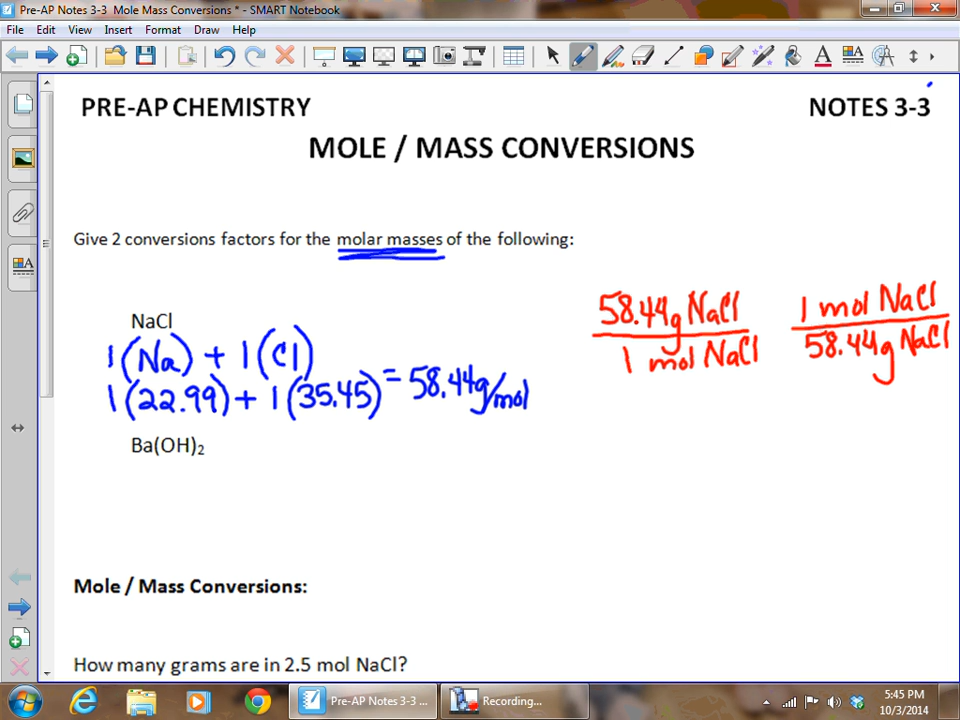 Pre-AP Notes 3-3 Mole Mass Conversions * - SMART Notebook
File Edit View Insert Format Draw Help
PRE-AP CHEMISTRY NOTES 3-3
MOLE / MASS CONVERSIONS
Give 2 conversions factors for the molar masses of the following:
NaCl
1(Na) + 1(Cl)
1(22.99) + 1(35.45) = 58.44g/mol
58.44g NaCl
1 mol NaCl
1 mol NaCl
58.44g NaCl
Ba(OH)₂
Mole / Mass Conversions:
How many grams are in 2.5 mol NaCl?
Pre-AP Notes 3-3 ... Recording...
5:45 PM
10/3/2014